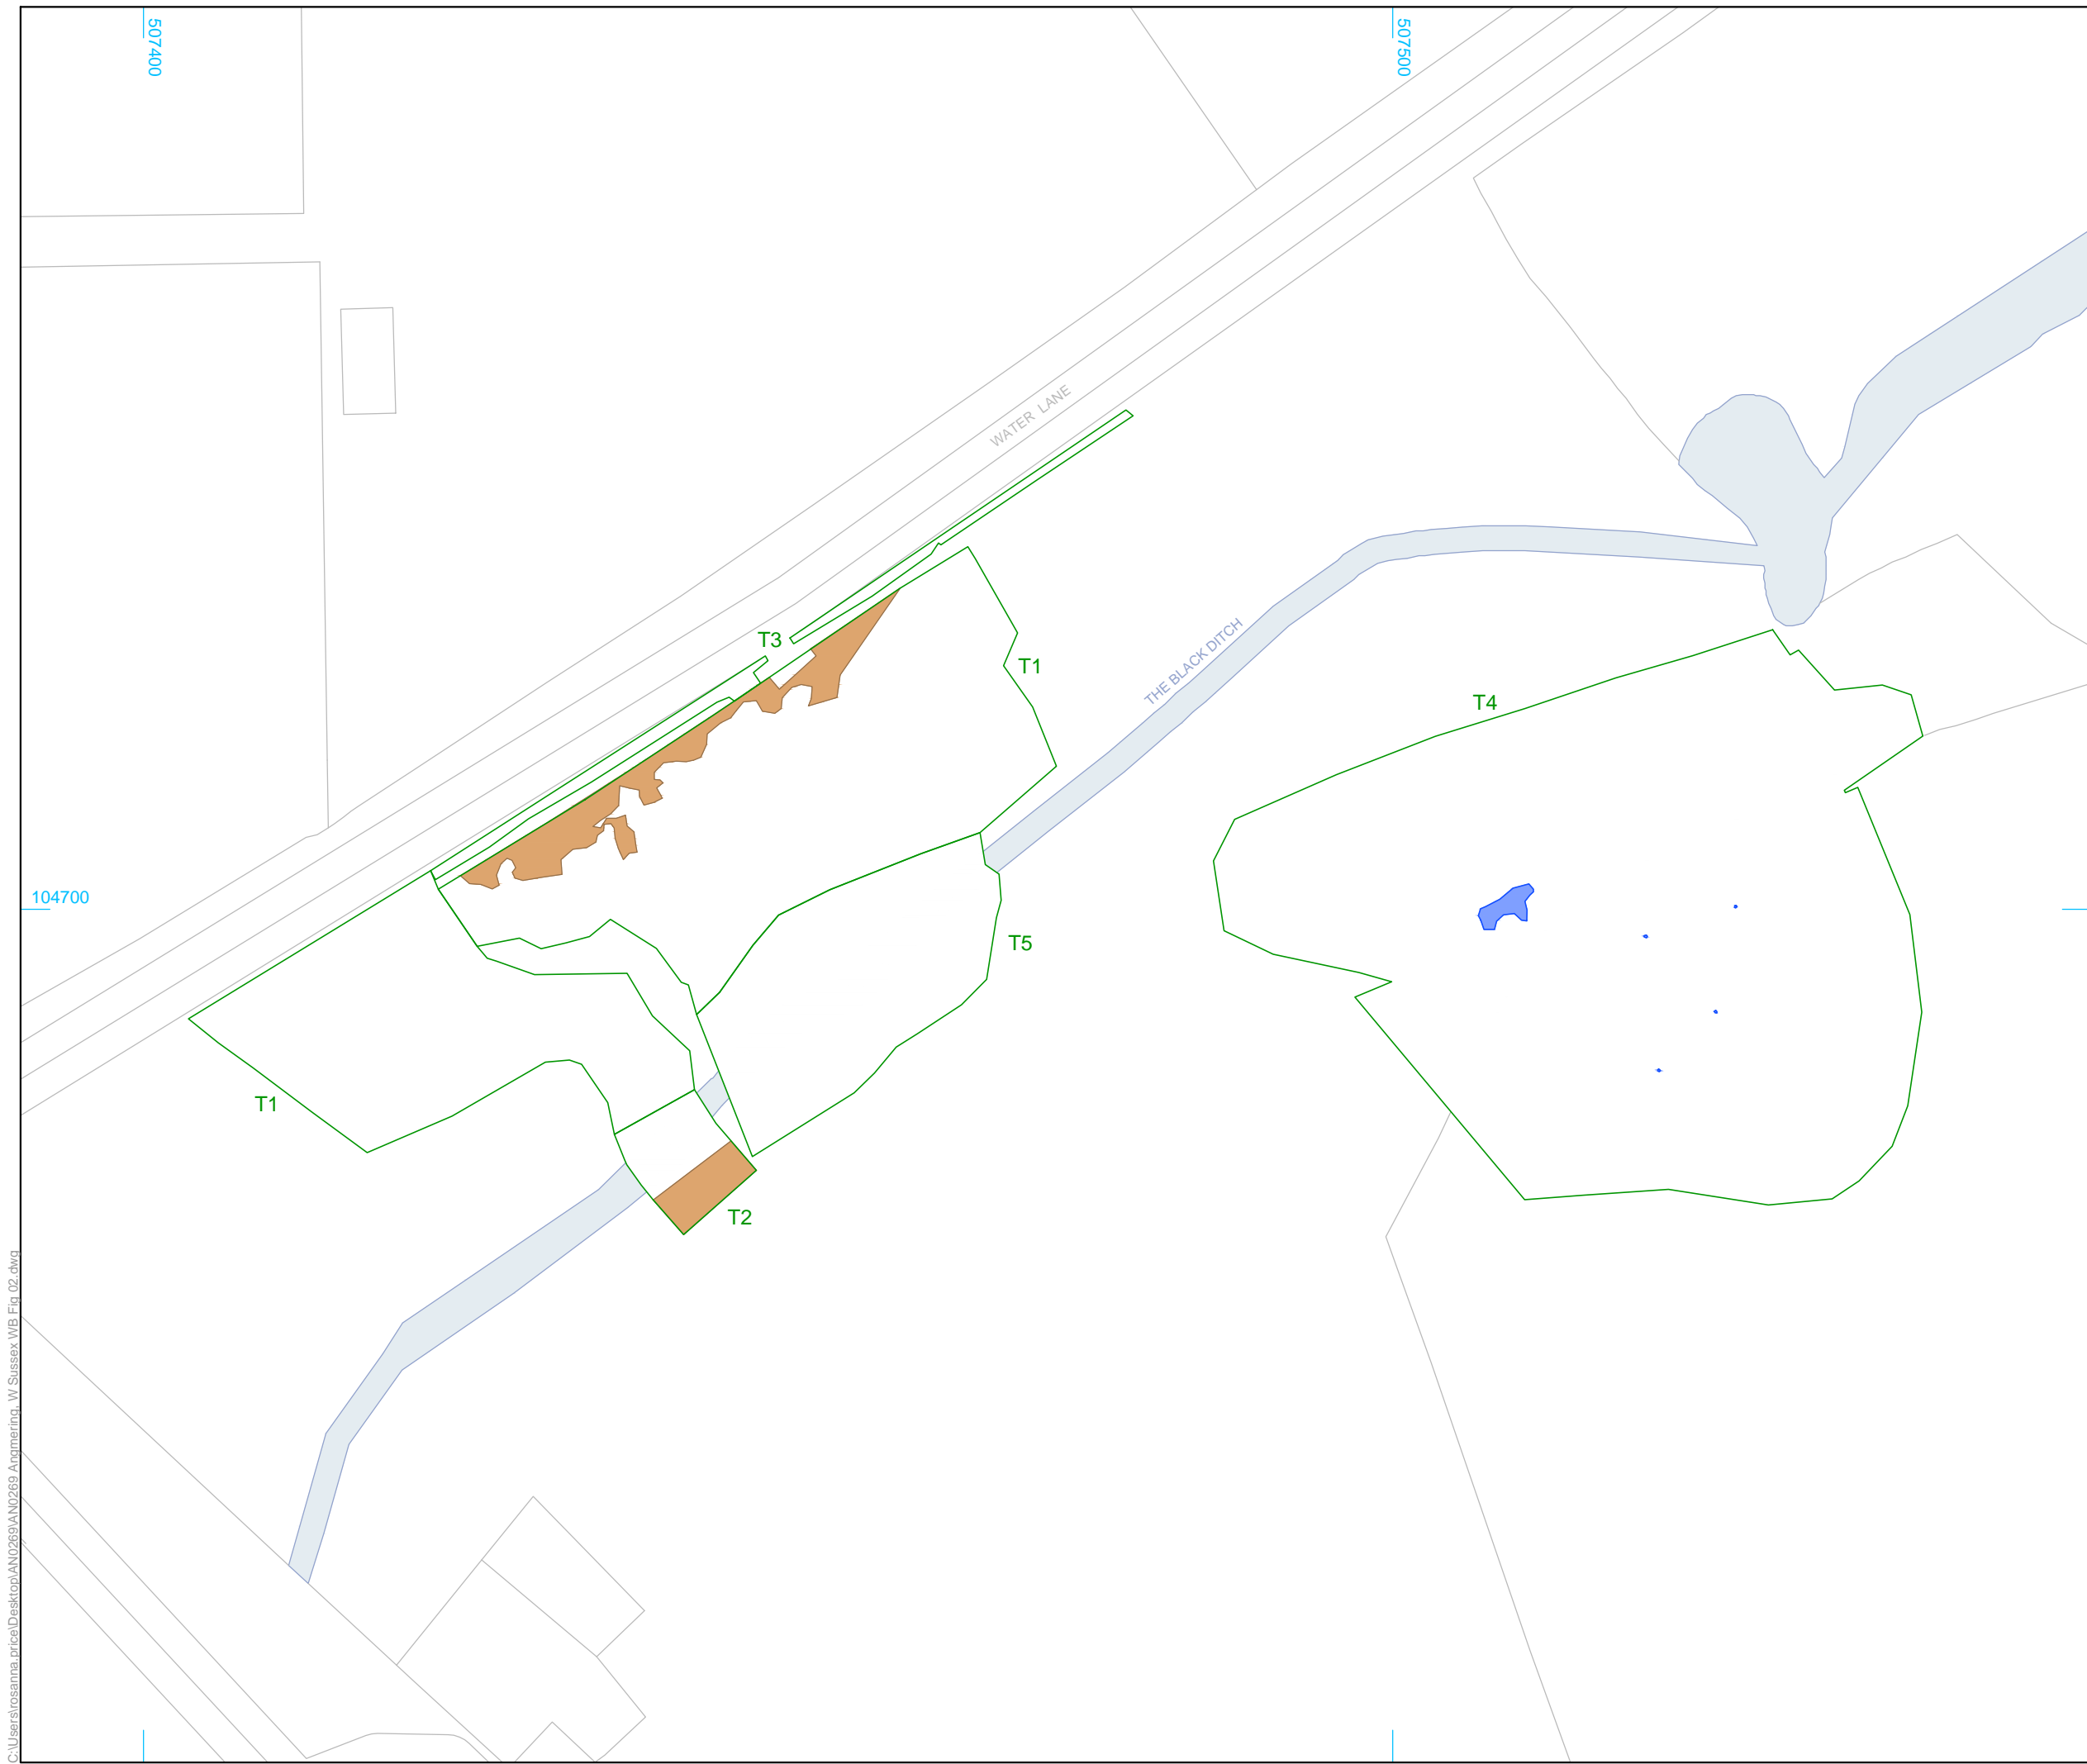 507400
507500
WATER LANE
T3
T1
THE BLACK DITCH
T4
104700
T5
T1
T2
C:\Users\rosanna.price\Desktop\AN0269\AN0269 Angmering, W Sussex WB Fig 02.dwg